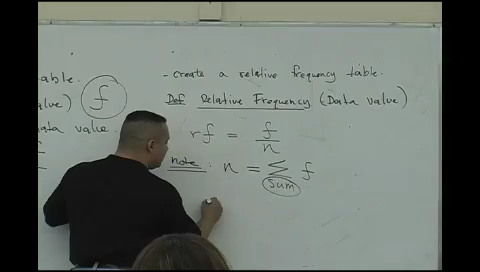 able.
- create a relative frequency table.
alue) f
Def Relative Frequency (Data value)
ata value.
rf = f/n
note: n = Σ f
sum